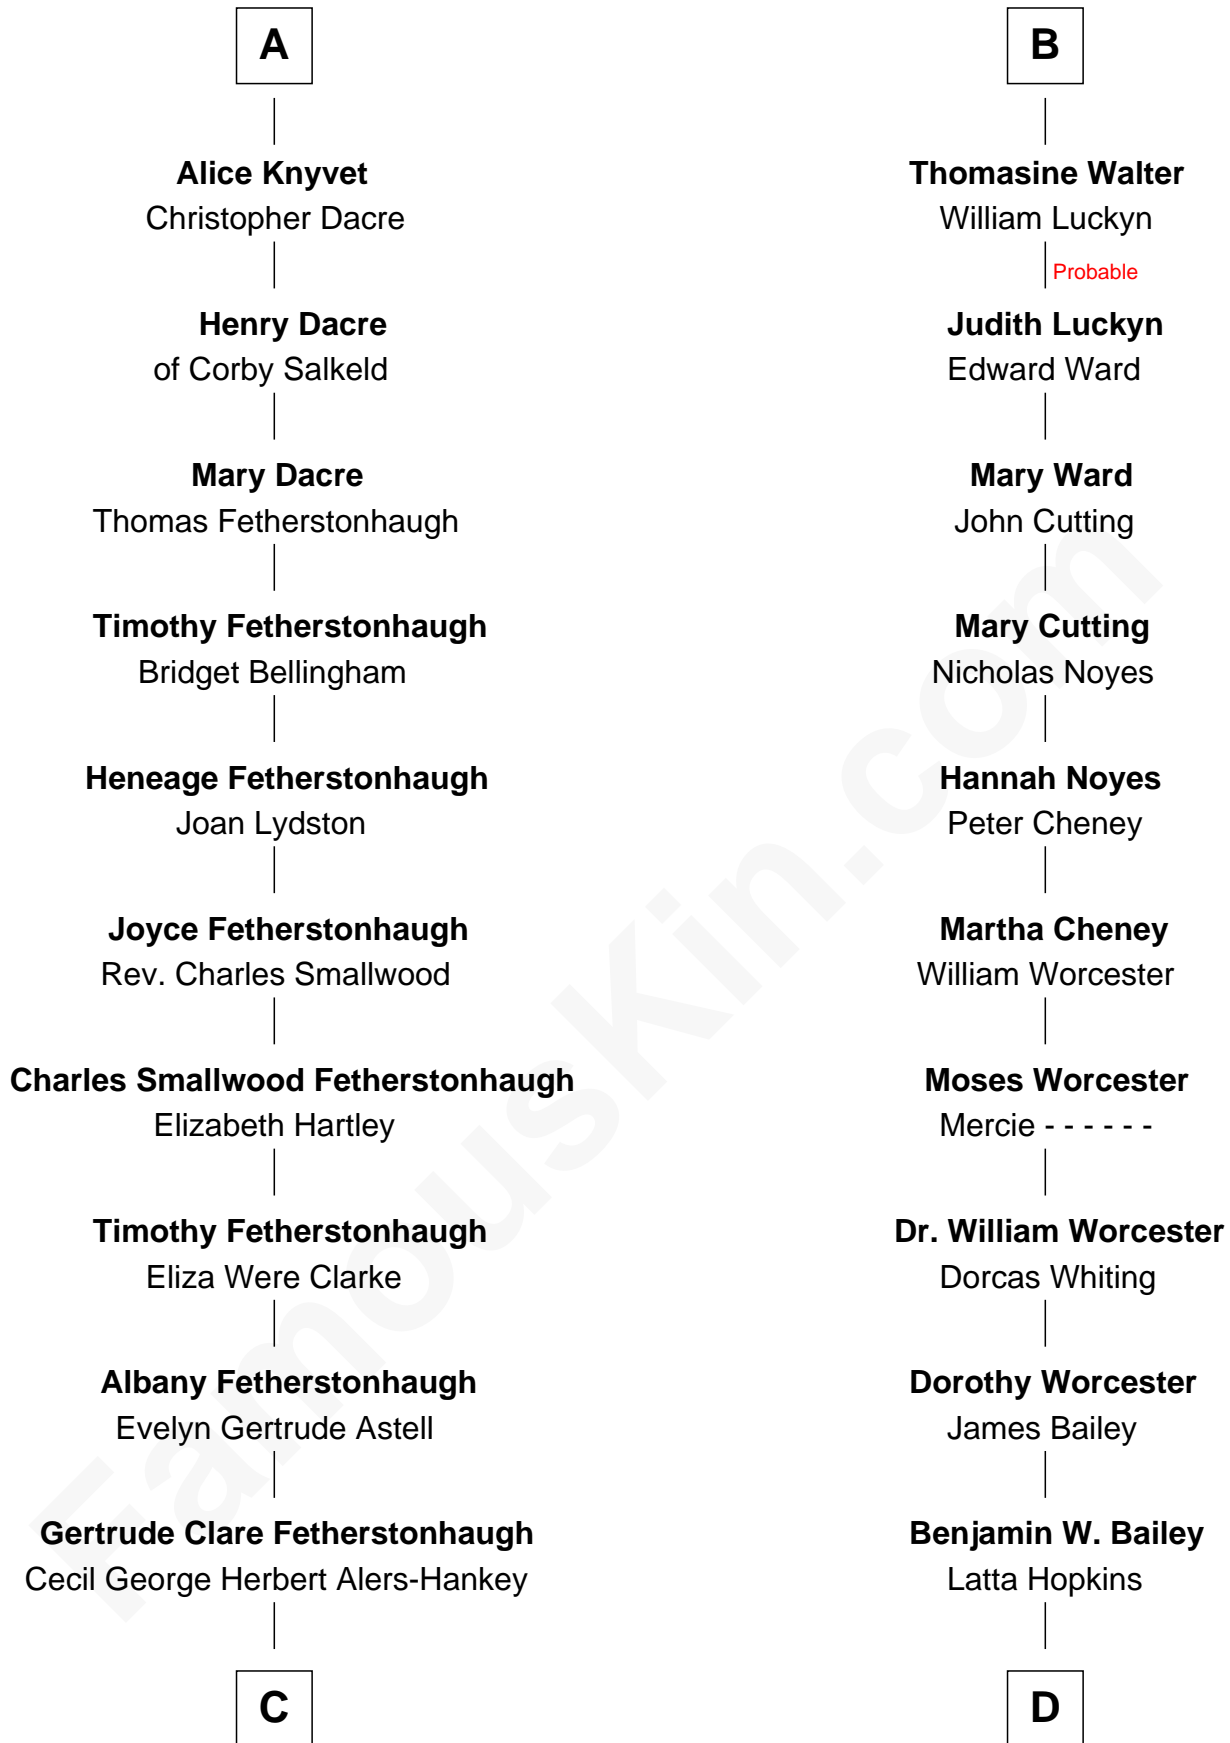 A
Alice Knyvet
Christopher Dacre
Henry Dacre
of Corby Salkeld
Mary Dacre
Thomas Fetherstonhaugh
Timothy Fetherstonhaugh
Bridget Bellingham
Heneage Fetherstonhaugh
Joan Lydston
Joyce Fetherstonhaugh
Rev. Charles Smallwood
Charles Smallwood Fetherstonhaugh
Elizabeth Hartley
Timothy Fetherstonhaugh
Eliza Were Clarke
Albany Fetherstonhaugh
Evelyn Gertrude Astell
Gertrude Clare Fetherstonhaugh
Cecil George Herbert Alers-Hankey
C
B
Thomasine Walter
William Luckyn
Probable
Judith Luckyn
Edward Ward
Mary Ward
John Cutting
Mary Cutting
Nicholas Noyes
Hannah Noyes
Peter Cheney
Martha Cheney
William Worcester
Moses Worcester
Mercie - - - - - -
Dr. William Worcester
Dorcas Whiting
Dorothy Worcester
James Bailey
Benjamin W. Bailey
Latta Hopkins
D
FamousKin.com